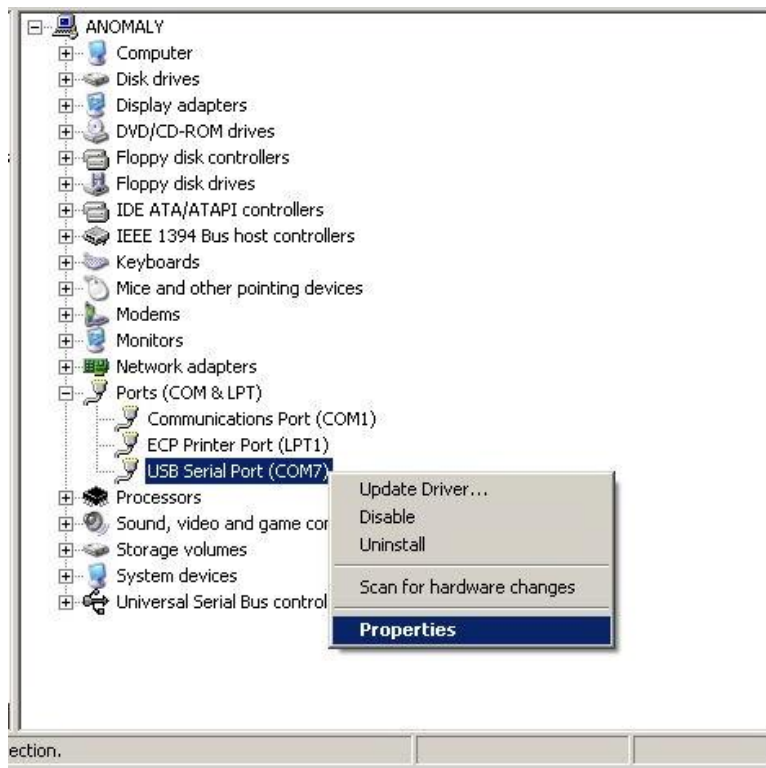 ANOMALY
Computer
Disk drives
Display adapters
DVD/CD-ROM drives
Floppy disk controllers
Floppy disk drives
IDE ATA/ATAPI controllers
IEEE 1394 Bus host controllers
Keyboards
Mice and other pointing devices
Modems
Monitors
Network adapters
Ports (COM & LPT)
Communications Port (COM1)
ECP Printer Port (LPT1)
USB Serial Port (COM7)
Processors
Sound, video and game cor
Storage volumes
System devices
Universal Serial Bus control
Update Driver...
Disable
Uninstall
Scan for hardware changes
Properties
ection.